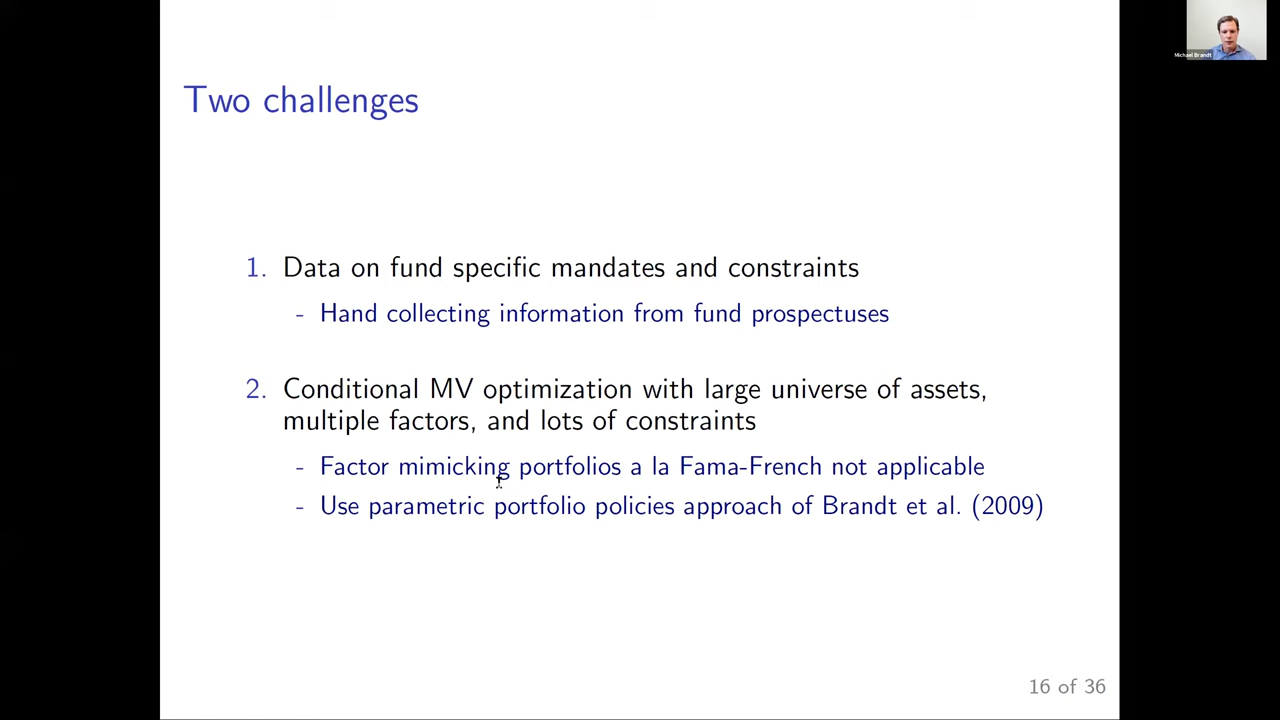 Michael Brandt
Two challenges
1. Data on fund specific mandates and constraints
- Hand collecting information from fund prospectuses
2. Conditional MV optimization with large universe of assets,
multiple factors, and lots of constraints
- Factor mimicking portfolios a la Fama-French not applicable
- Use parametric portfolio policies approach of Brandt et al. (2009)
16 of 36